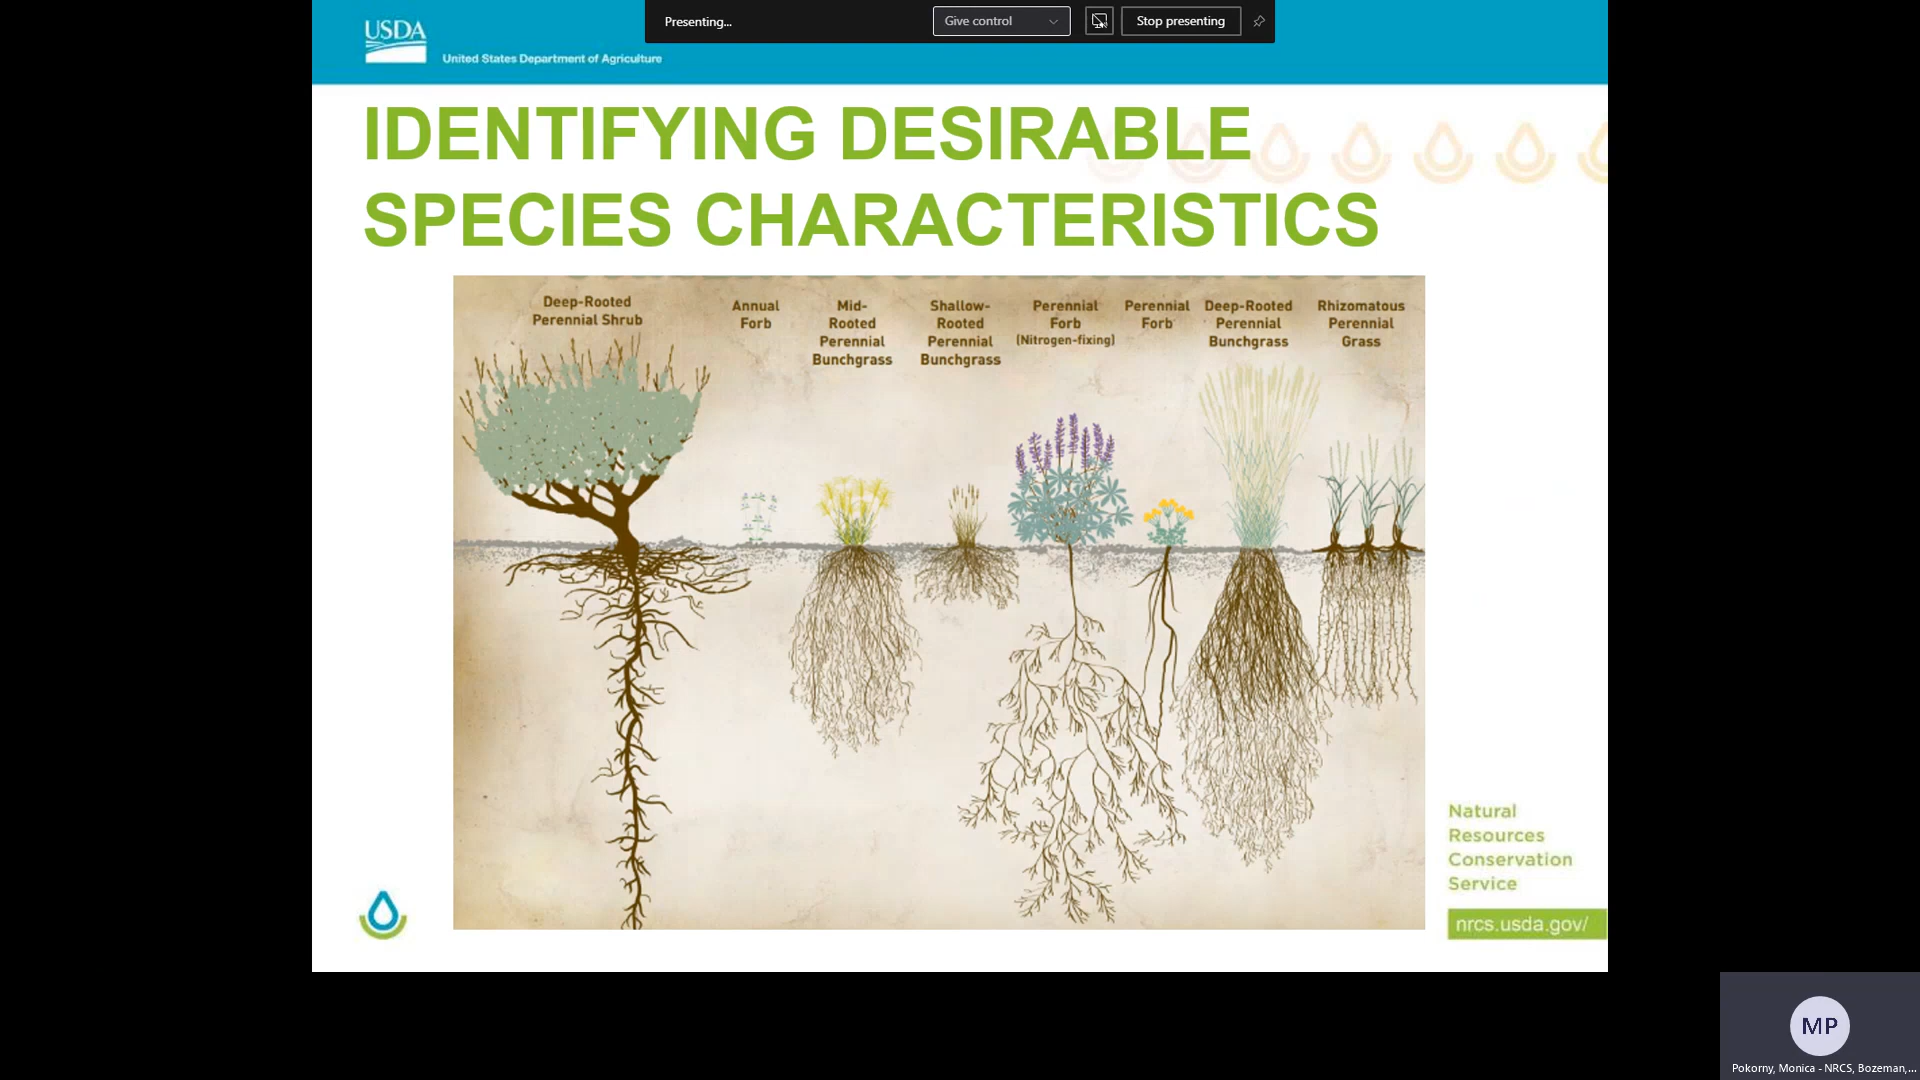 Presenting...
Give control
Stop presenting
USDA
United States Department of Agriculture
IDENTIFYING DESIRABLE
SPECIES CHARACTERISTICS
Deep-Rooted
Perennial Shrub
Annual
Forb
Mid-
Rooted
Perennial
Bunchgrass
Shallow-
Rooted
Perennial
Bunchgrass
Perennial
Forb
(Nitrogen-fixing)
Perennial
Forb
Deep-Rooted
Perennial
Bunchgrass
Rhizomatous
Perennial
Grass
Natural
Resources
Conservation
Service
nrcs.usda.gov/
MP
Pokorny, Monica - NRCS, Bozeman,...